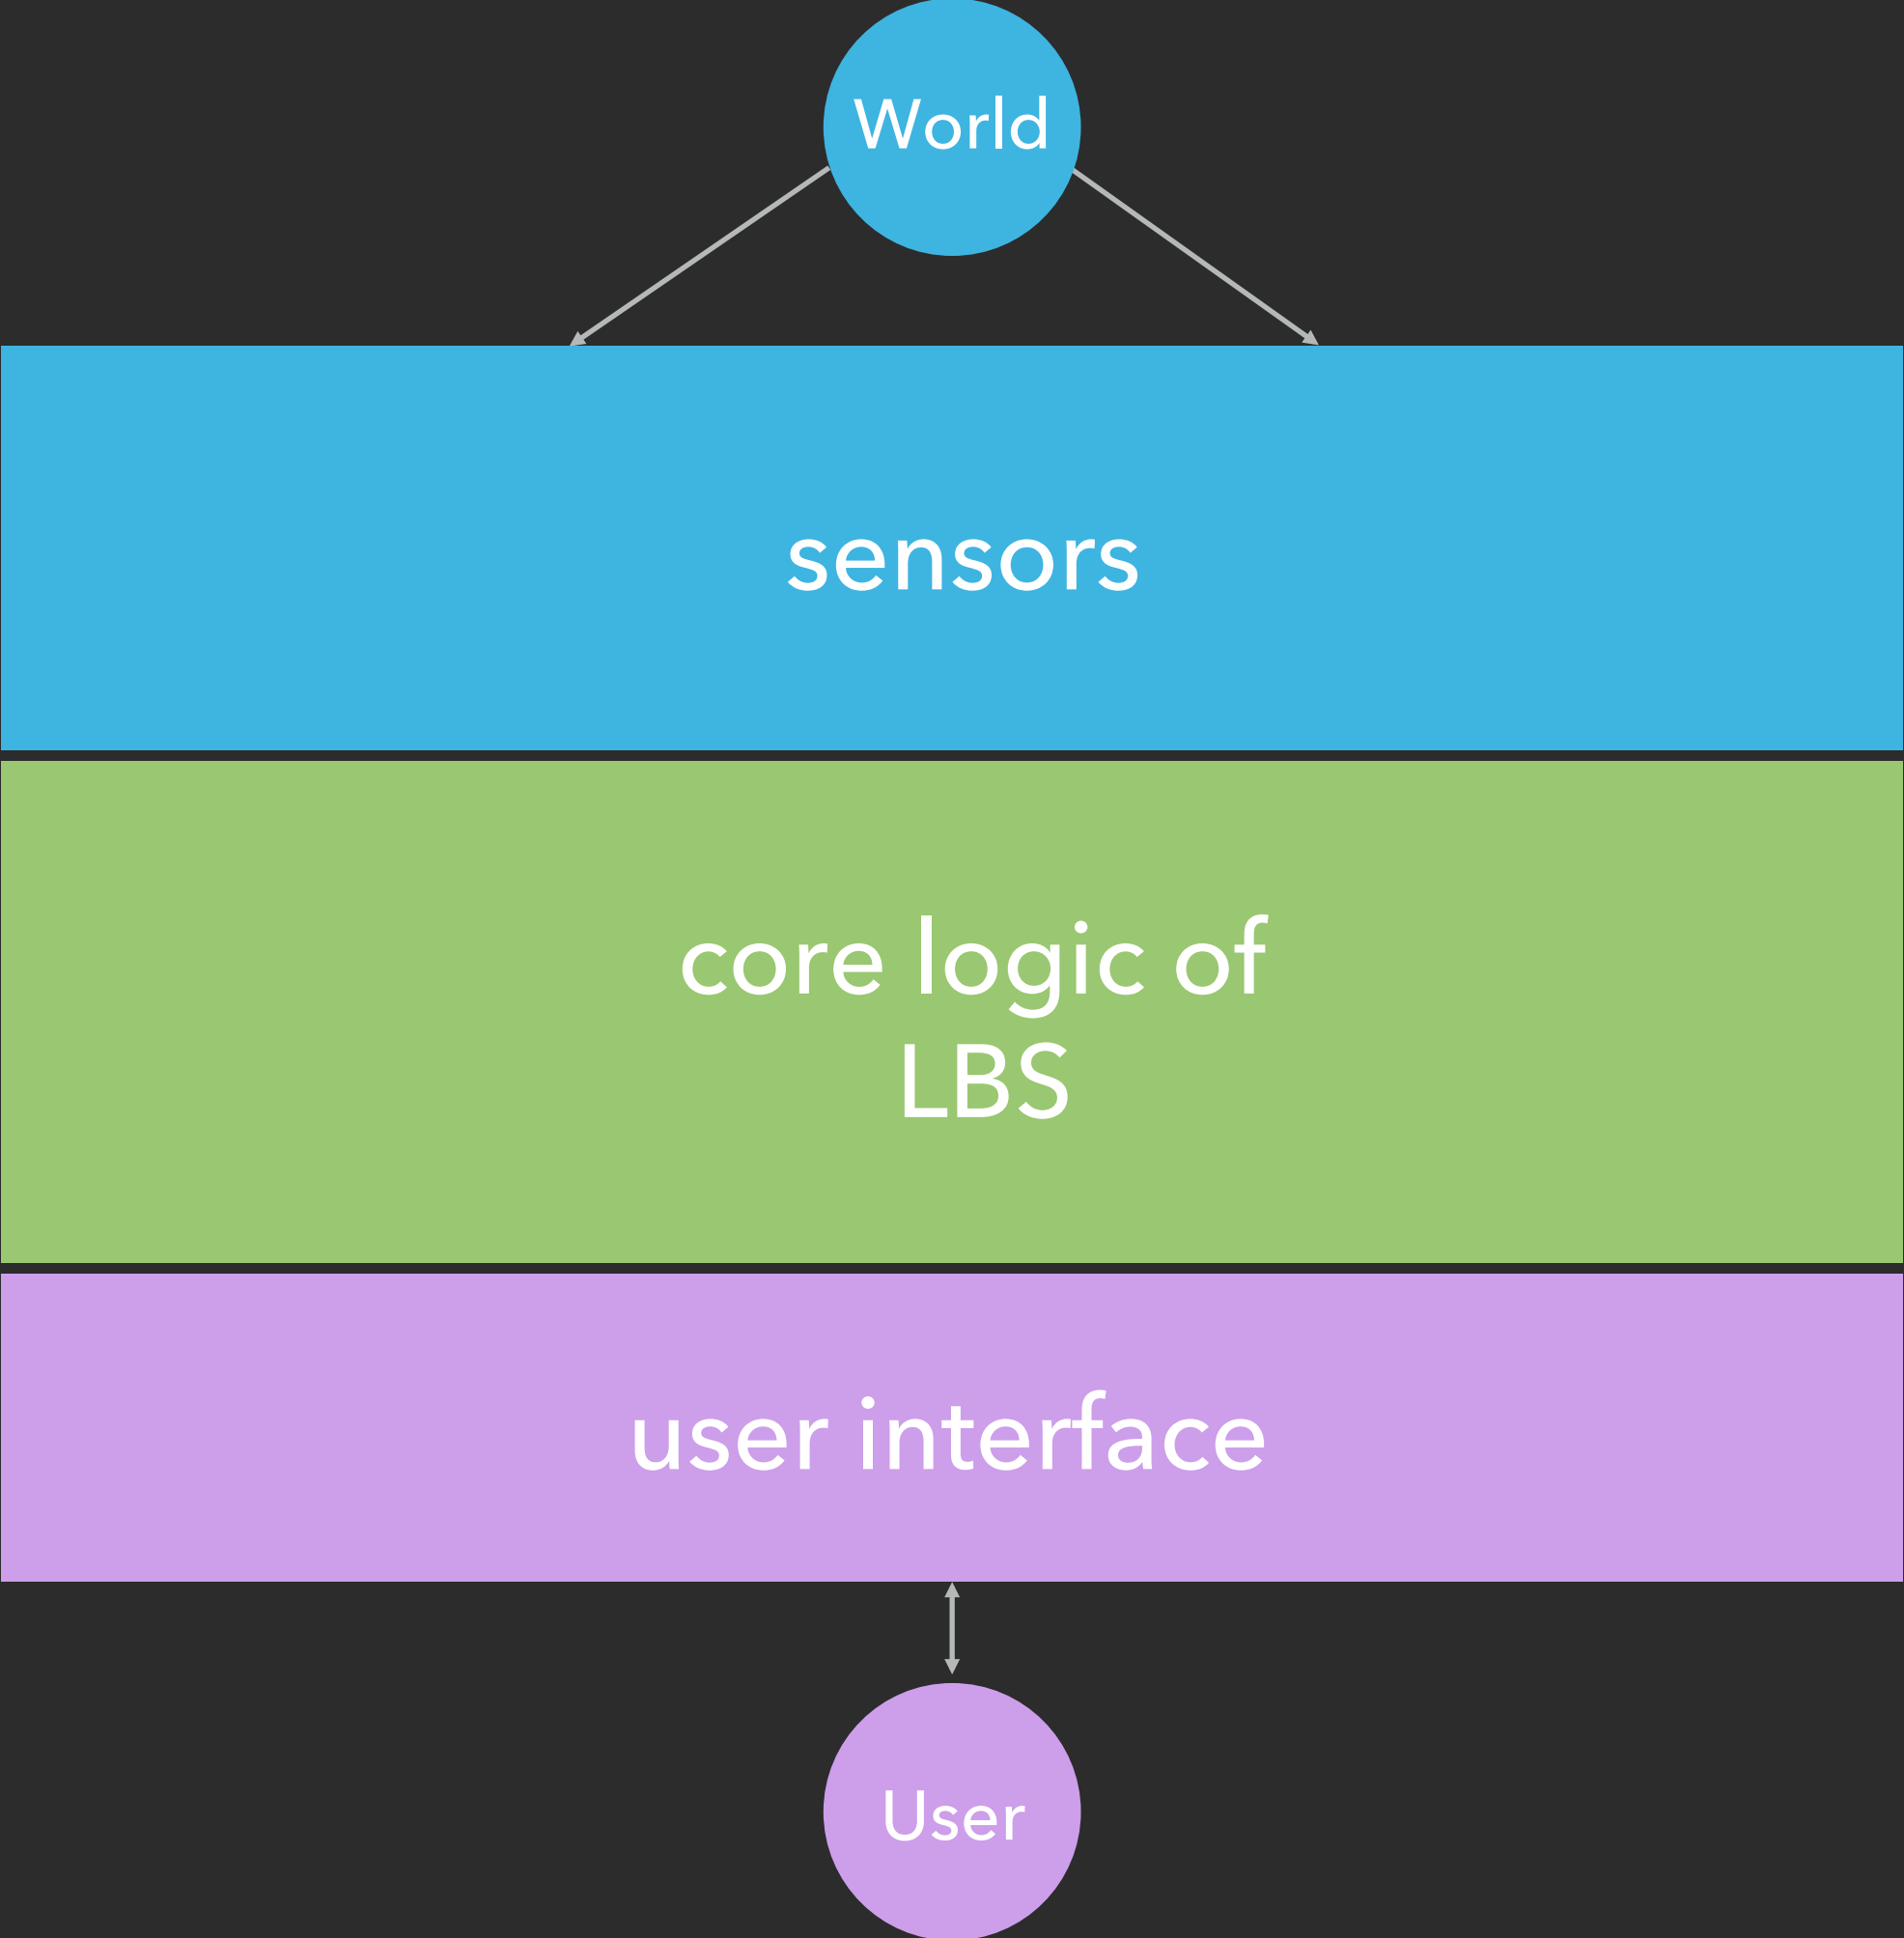 World
sensors
core logic of
LBS
user interface
User